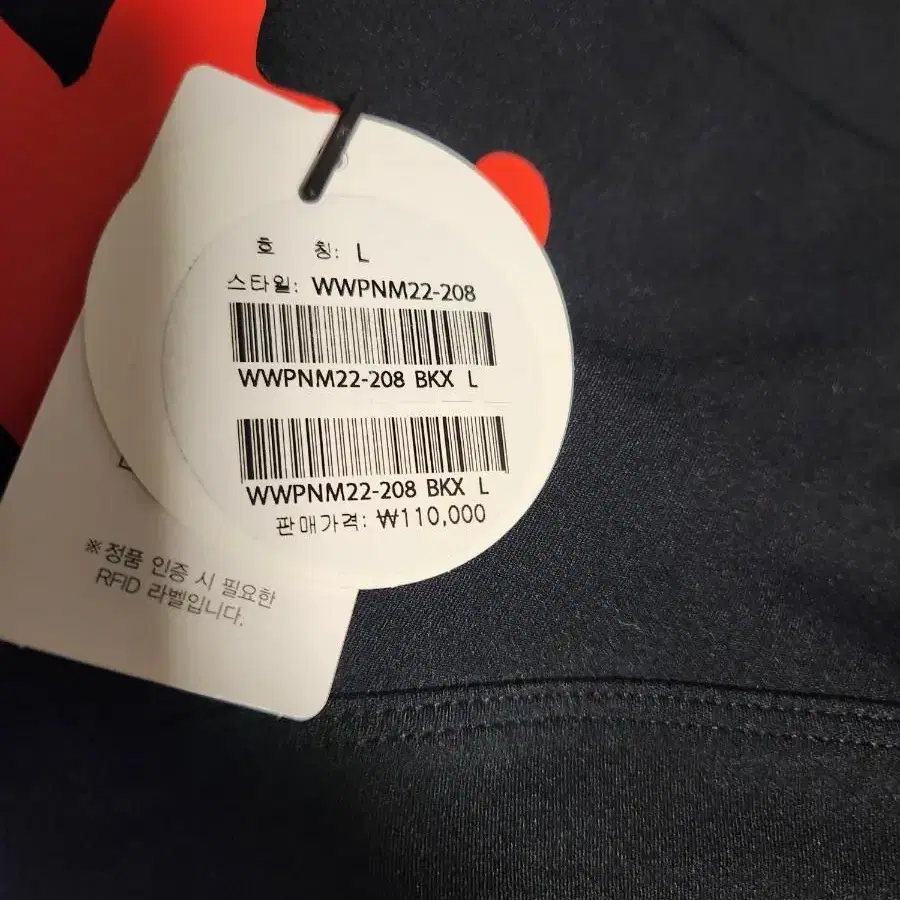 호 칭: L
스타일: WWPNM22-208
WWPNM22-208 BKX L
WWPNM22-208 BKX L
판매가격: ₩110,000
※정품 인증 시 필요한
RFID 라벨입니다.